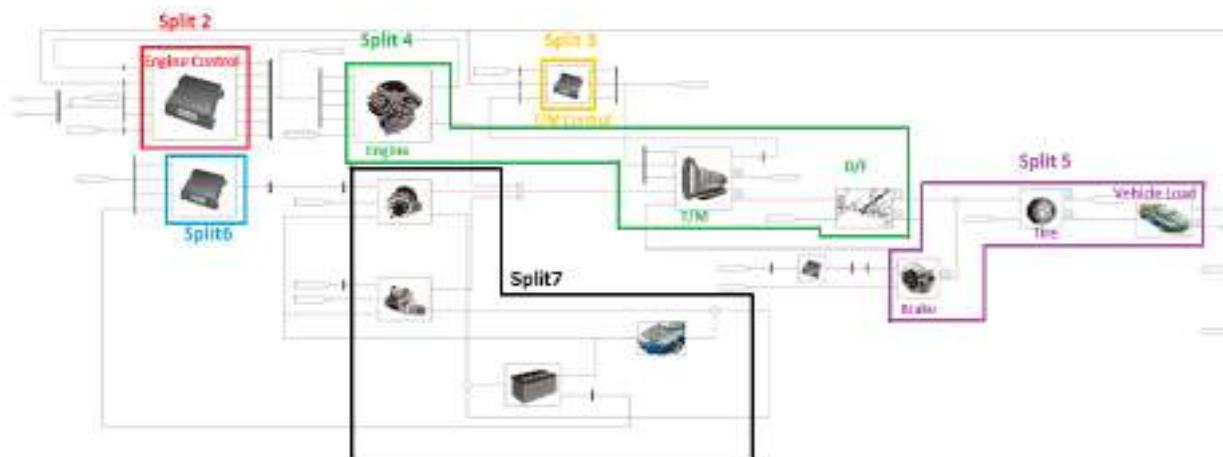 Split 2
Split 4
Split 3
Engine Control
T/M Control
Engine
Split 5
D/F
Vehicle Load
T/M
Split6
Tire
Split7
Brake